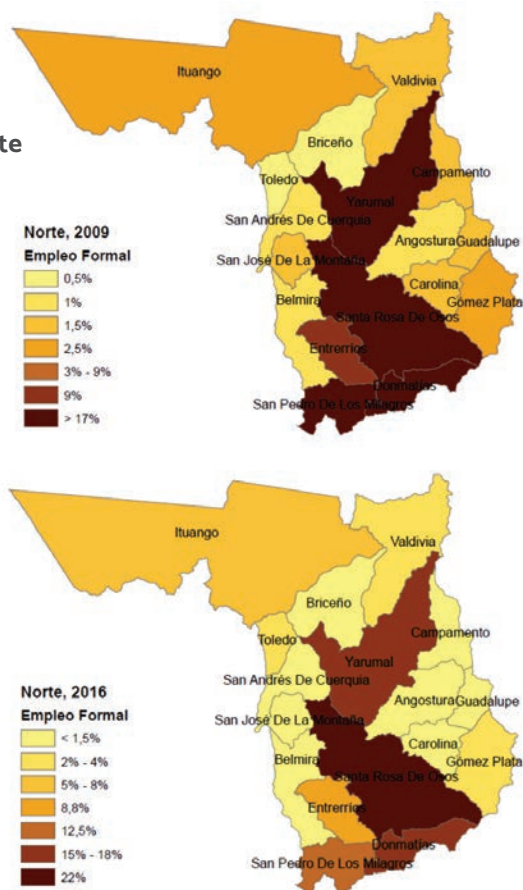 te
Ituango
Valdivia
Briceño
Toledo
Yarumal
Campamento
San Andrés De Cuerquia
Angostura
Guadalupe
San José De La Montaña
Carolina
Belmira
Gómez Plata
Santa Rosa De Osos
Entrerríos
Donmatías
San Pedro De Los Milagros
Norte, 2009
Empleo Formal
0,5%
1%
1,5%
2,5%
3% - 9%
9%
> 17%
Ituango
Valdivia
Briceño
Toledo
Campamento
Yarumal
San Andrés De Cuerquia
Angostura
Guadalupe
San José De La Montaña
Carolina
Belmira
Gómez Plata
Santa Rosa De Osos
Entrerríos
Donmatías
San Pedro De Los Milagros
Norte, 2016
Empleo Formal
< 1,5%
2% - 4%
5% - 8%
8,8%
12,5%
15% - 18%
22%